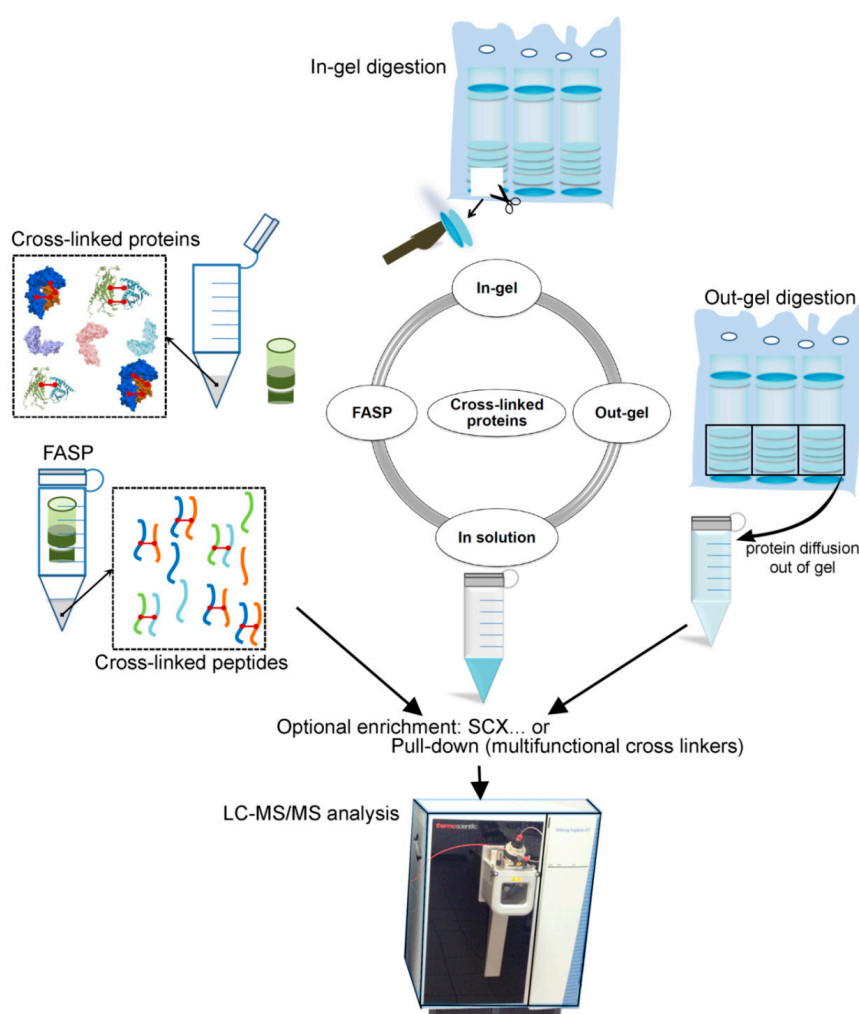 In-gel digestion
Cross-linked proteins
In-gel
Out-gel digestion
FASP
Cross-linked
proteins
Out-gel
FASP
In solution
protein diffusion
out of gel
Cross-linked peptides
Optional enrichment: SCX... or
Pull-down (multifunctional cross linkers)
LC-MS/MS analysis
thermoscientific